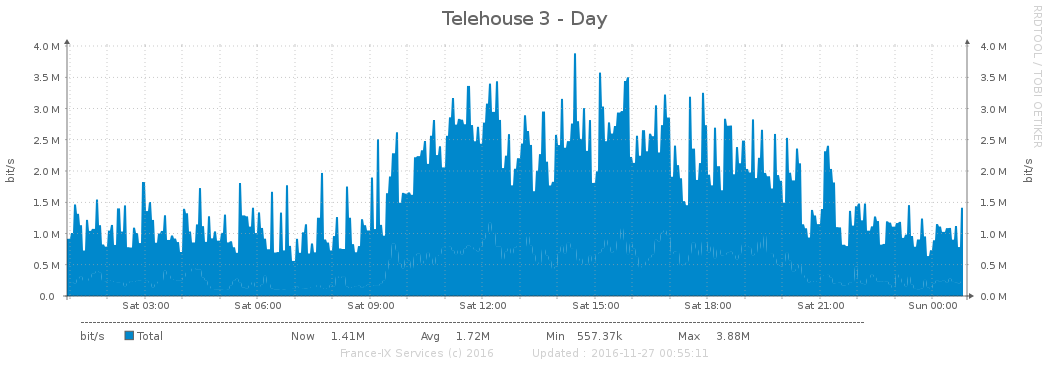 Telehouse 3 - Day
RRDTOOL / TOBI OETIKER
bit/s
4.0 M 4.0 M
3.5 M 3.5 M
3.0 M 3.0 M
2.5 M 2.5 M
2.0 M 2.0 M
1.5 M 1.5 M
1.0 M 1.0 M
0.5 M 0.5 M
0.0 0.0 M
bit/s
Sat 03:00 Sat 06:00 Sat 09:00 Sat 12:00 Sat 15:00 Sat 18:00 Sat 21:00 Sun 00:00
bit/s Total Now 1.41M Avg 1.72M Min 557.37k Max 3.88M
France-IX Services (c) 2016 Updated : 2016-11-27 00:55:11